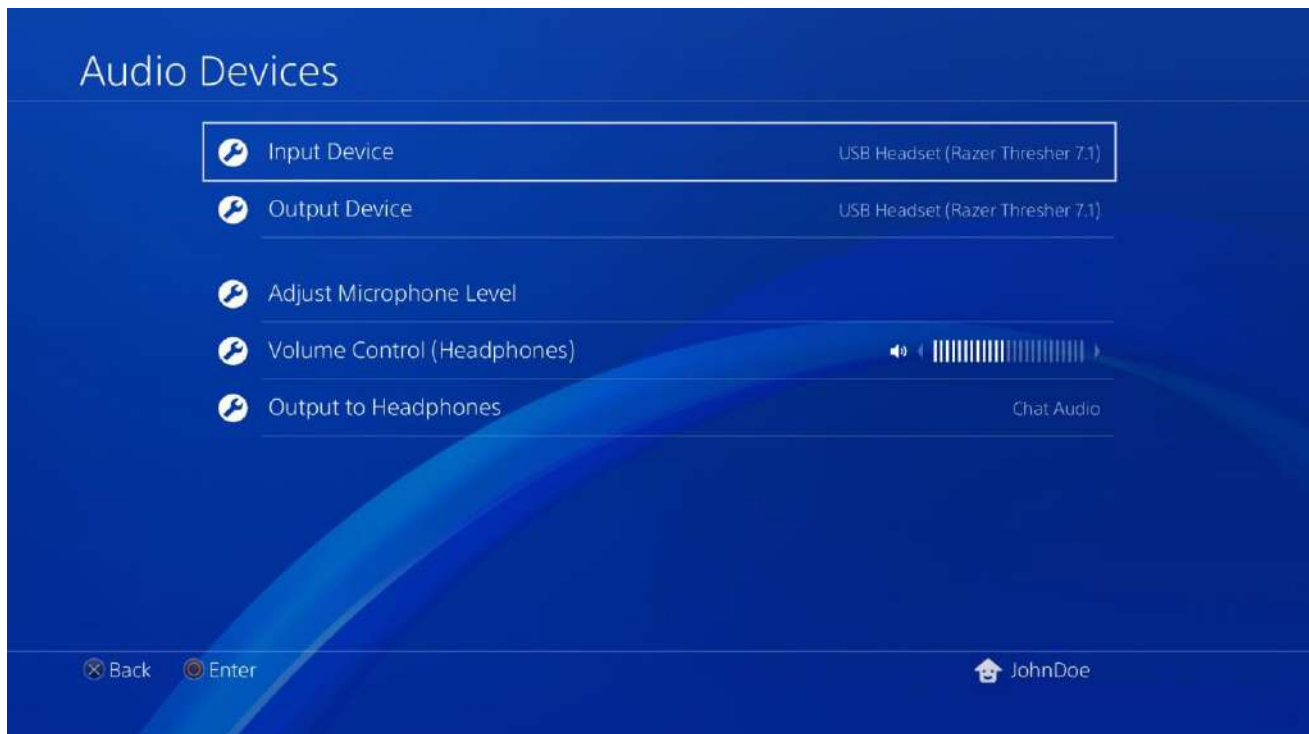 Audio Devices
Input Device USB Headset (Razer Thresher 7.1)
Output Device USB Headset (Razer Thresher 7.1)
Adjust Microphone Level
Volume Control (Headphones)
Output to Headphones Chat Audio
Back Enter JohnDoe